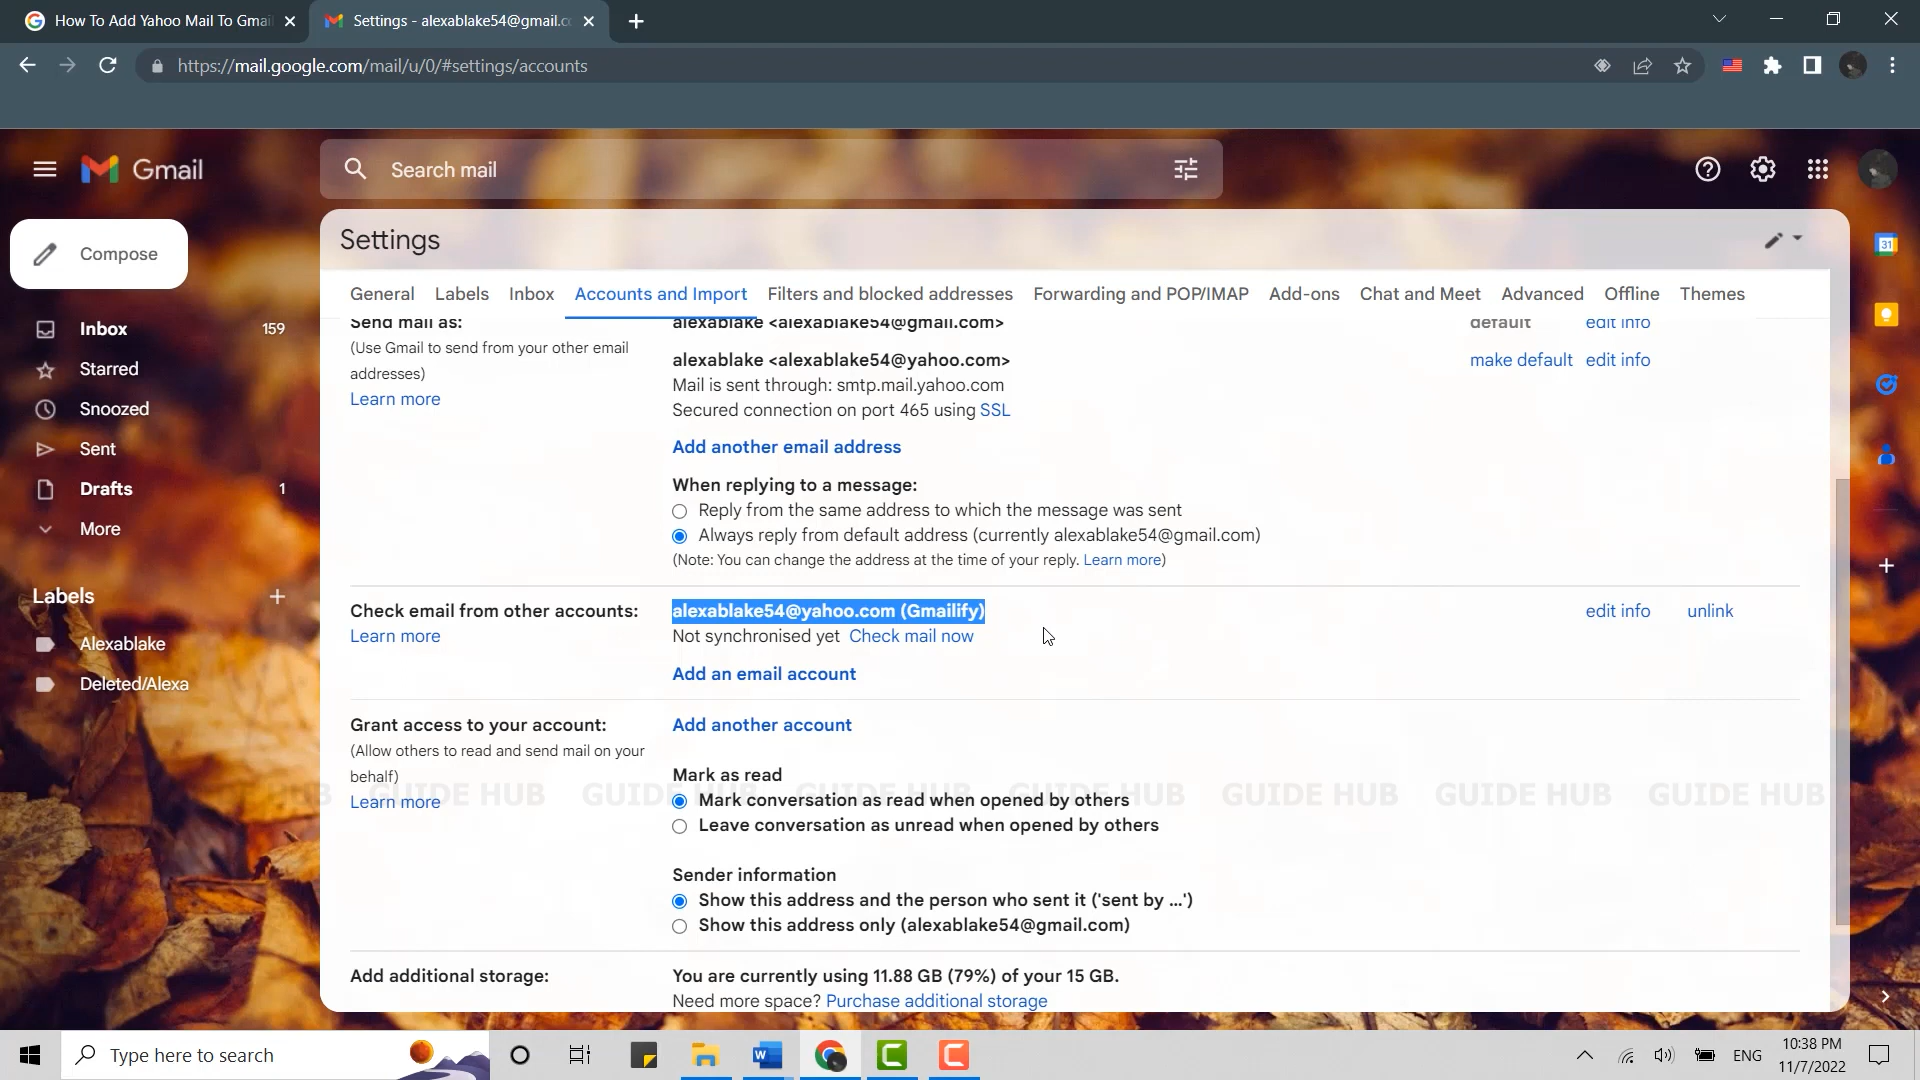 How To Add Yahoo Mail To Gmai
Settings - alexablake54@gmail.co
https://mail.google.com/mail/u/0/#settings/accounts
Gmail
Search mail
Compose
Settings
General Labels Inbox Accounts and Import Filters and blocked addresses Forwarding and POP/IMAP Add-ons Chat and Meet Advanced Offline Themes
Inbox 159
Starred
Snoozed
Sent
Drafts 1
More
Labels
Alexablake
Deleted/Alexa
Send mail as:
(Use Gmail to send from your other email
addresses)
Learn more
alexablake <alexablake54@gmail.com> default edit info
alexablake <alexablake54@yahoo.com> make default edit info
Mail is sent through: smtp.mail.yahoo.com
Secured connection on port 465 using SSL
Add another email address
When replying to a message:
Reply from the same address to which the message was sent
Always reply from default address (currently alexablake54@gmail.com)
(Note: You can change the address at the time of your reply. Learn more)
Check email from other accounts:
Learn more
alexablake54@yahoo.com (Gmailify) edit info unlink
Not synchronised yet Check mail now
Add an email account
Grant access to your account:
(Allow others to read and send mail on your
behalf)
Learn more
Add another account
Mark as read
Mark conversation as read when opened by others
Leave conversation as unread when opened by others
Sender information
Show this address and the person who sent it ('sent by ...')
Show this address only (alexablake54@gmail.com)
Add additional storage:
You are currently using 11.88 GB (79%) of your 15 GB.
Need more space? Purchase additional storage
GUIDE HUB GUIDE HUB GUIDE HUB GUIDE HUB GUIDE HUB GUIDE HUB GUIDE HUB
31
Type here to search
W
C
C
ENG
10:38 PM
11/7/2022